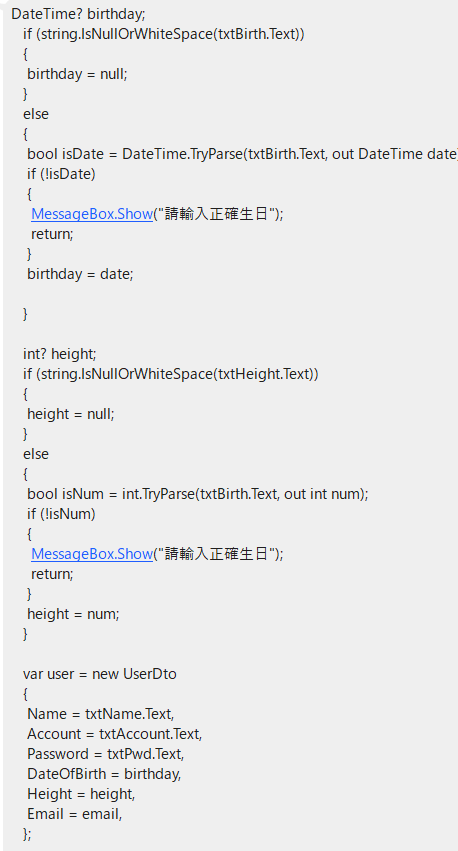 DateTime? birthday;
if (string.IsNullOrWhiteSpace(txtBirth.Text))
{
birthday = null;
}
else
{
bool isDate = DateTime.TryParse(txtBirth.Text, out DateTime date)
if (!isDate)
{
MessageBox.Show("請輸入正確生日");
return;
}
birthday = date;
}
int? height;
if (string.IsNullOrWhiteSpace(txtHeight.Text))
{
height = null;
}
else
{
bool isNum = int.TryParse(txtBirth.Text, out int num);
if (!isNum)
{
MessageBox.Show("請輸入正確生日");
return;
}
height = num;
}
var user = new UserDto
{
Name = txtName.Text,
Account = txtAccount.Text,
Password = txtPwd.Text,
DateOfBirth = birthday,
Height = height,
Email = email,
};